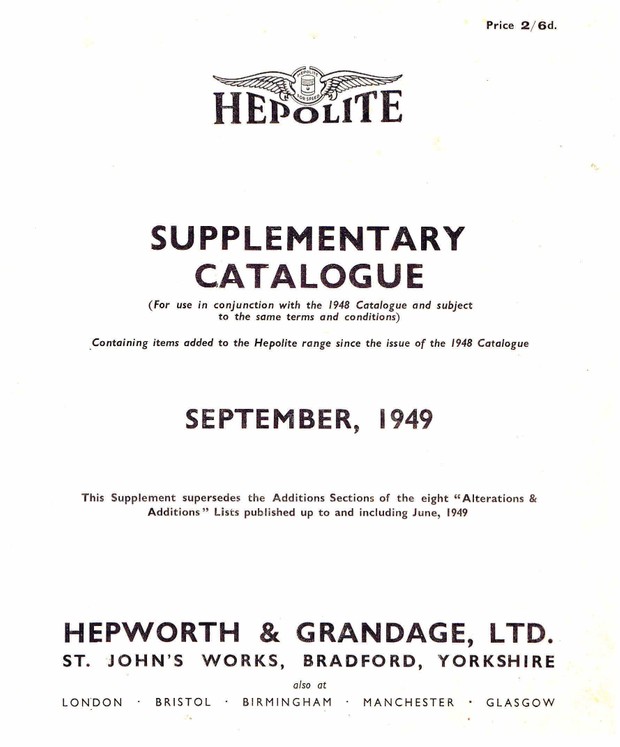 Price 2/6d.
HEPOLITE
SUPPLEMENTARY
CATALOGUE
(For use in conjunction with the 1948 Catalogue and subject
to the same terms and conditions)
Containing items added to the Hepolite range since the issue of the 1948 Catalogue
SEPTEMBER, 1949
This Supplement supersedes the Additions Sections of the eight "Alterations &
Additions" Lists published up to and including June, 1949
HEPWORTH & GRANDAGE, LTD.
ST. JOHN'S WORKS, BRADFORD, YORKSHIRE
also at
LONDON · BRISTOL · BIRMINGHAM · MANCHESTER · GLASGOW